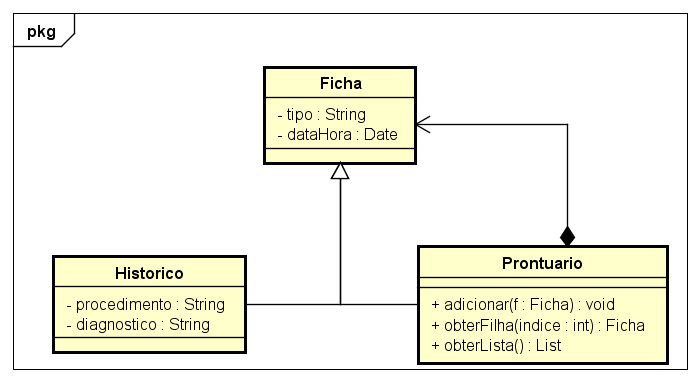 pkg
Ficha
- tipo : String
- dataHora : Date
Historico
- procedimento : String
- diagnostico : String
Prontuario
+ adicionar(f : Ficha) : void
+ obterFilha(indice : int) : Ficha
+ obterLista() : List